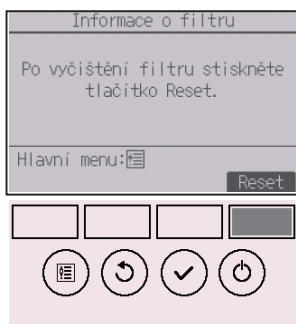 Informace o filtru
Po vyčištění filtru stiskněte
tlačítko Reset.
Hlavní menu:
Reset